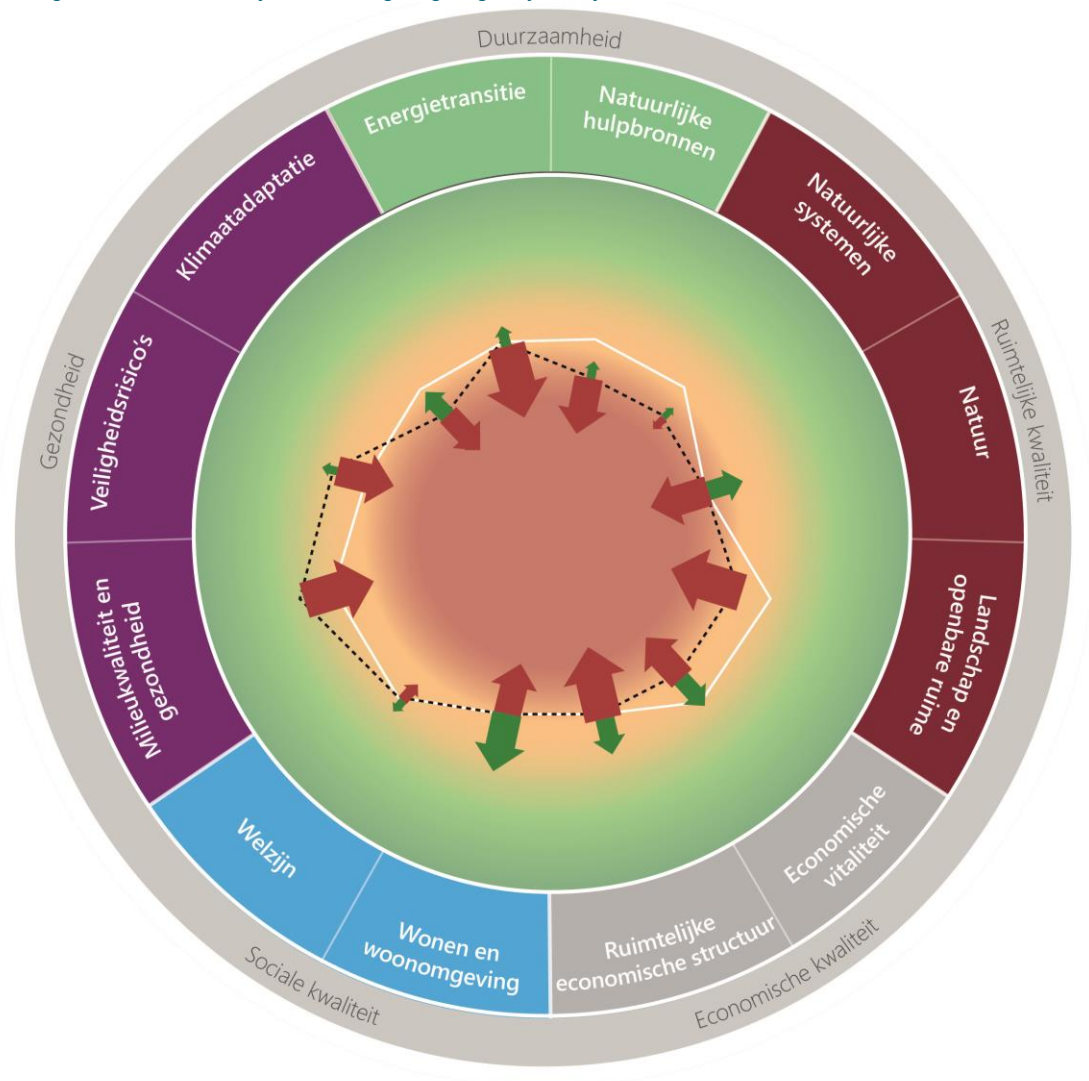 Duurzaamheid
Energietransitie
Natuurlijke
hulpbronnen
Natuurlijke
systemen
Ruimtelijke kwaliteit
Natuur
Landschap en
openbare ruime
Economische
vitaliteit
Economische kwaliteit
Ruimtelijke
economische structuur
Wonen en
woonomgeving
Sociale kwaliteit
Welzijn
Milieukwaliteit en
gezondheid
Veiligheidsrisico's
Gezondheid
Klimaatadaptatie